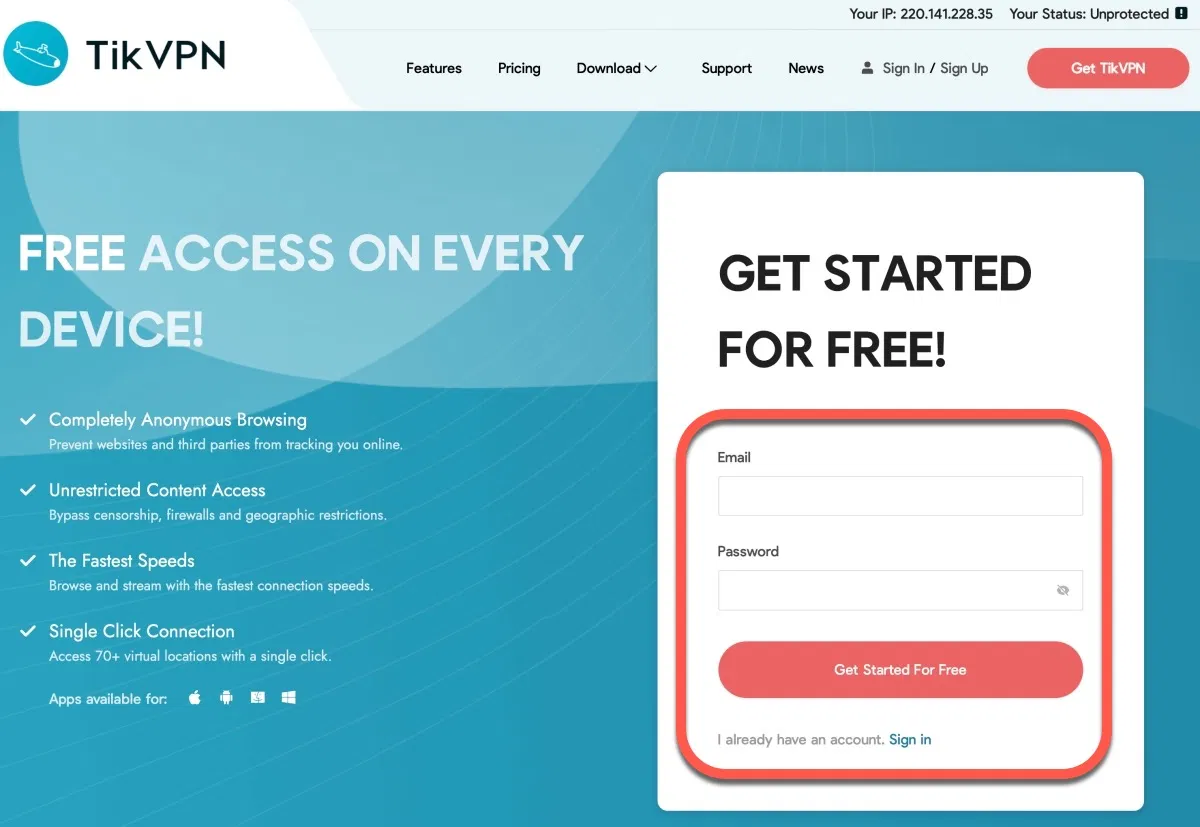 Your IP: 220.141.228.35 Your Status: Unprotected
TikVPN
Features Pricing Download Support News Sign In / Sign Up Get TikVPN
FREE ACCESS ON EVERY
DEVICE!
Completely Anonymous Browsing
Prevent websites and third parties from tracking you online.
Unrestricted Content Access
Bypass censorship, firewalls and geographic restrictions.
The Fastest Speeds
Browse and stream with the fastest connection speeds.
Single Click Connection
Access 70+ virtual locations with a single click.
Apps available for:
GET STARTED
FOR FREE!
Email
Password
Get Started For Free
I already have an account. Sign in